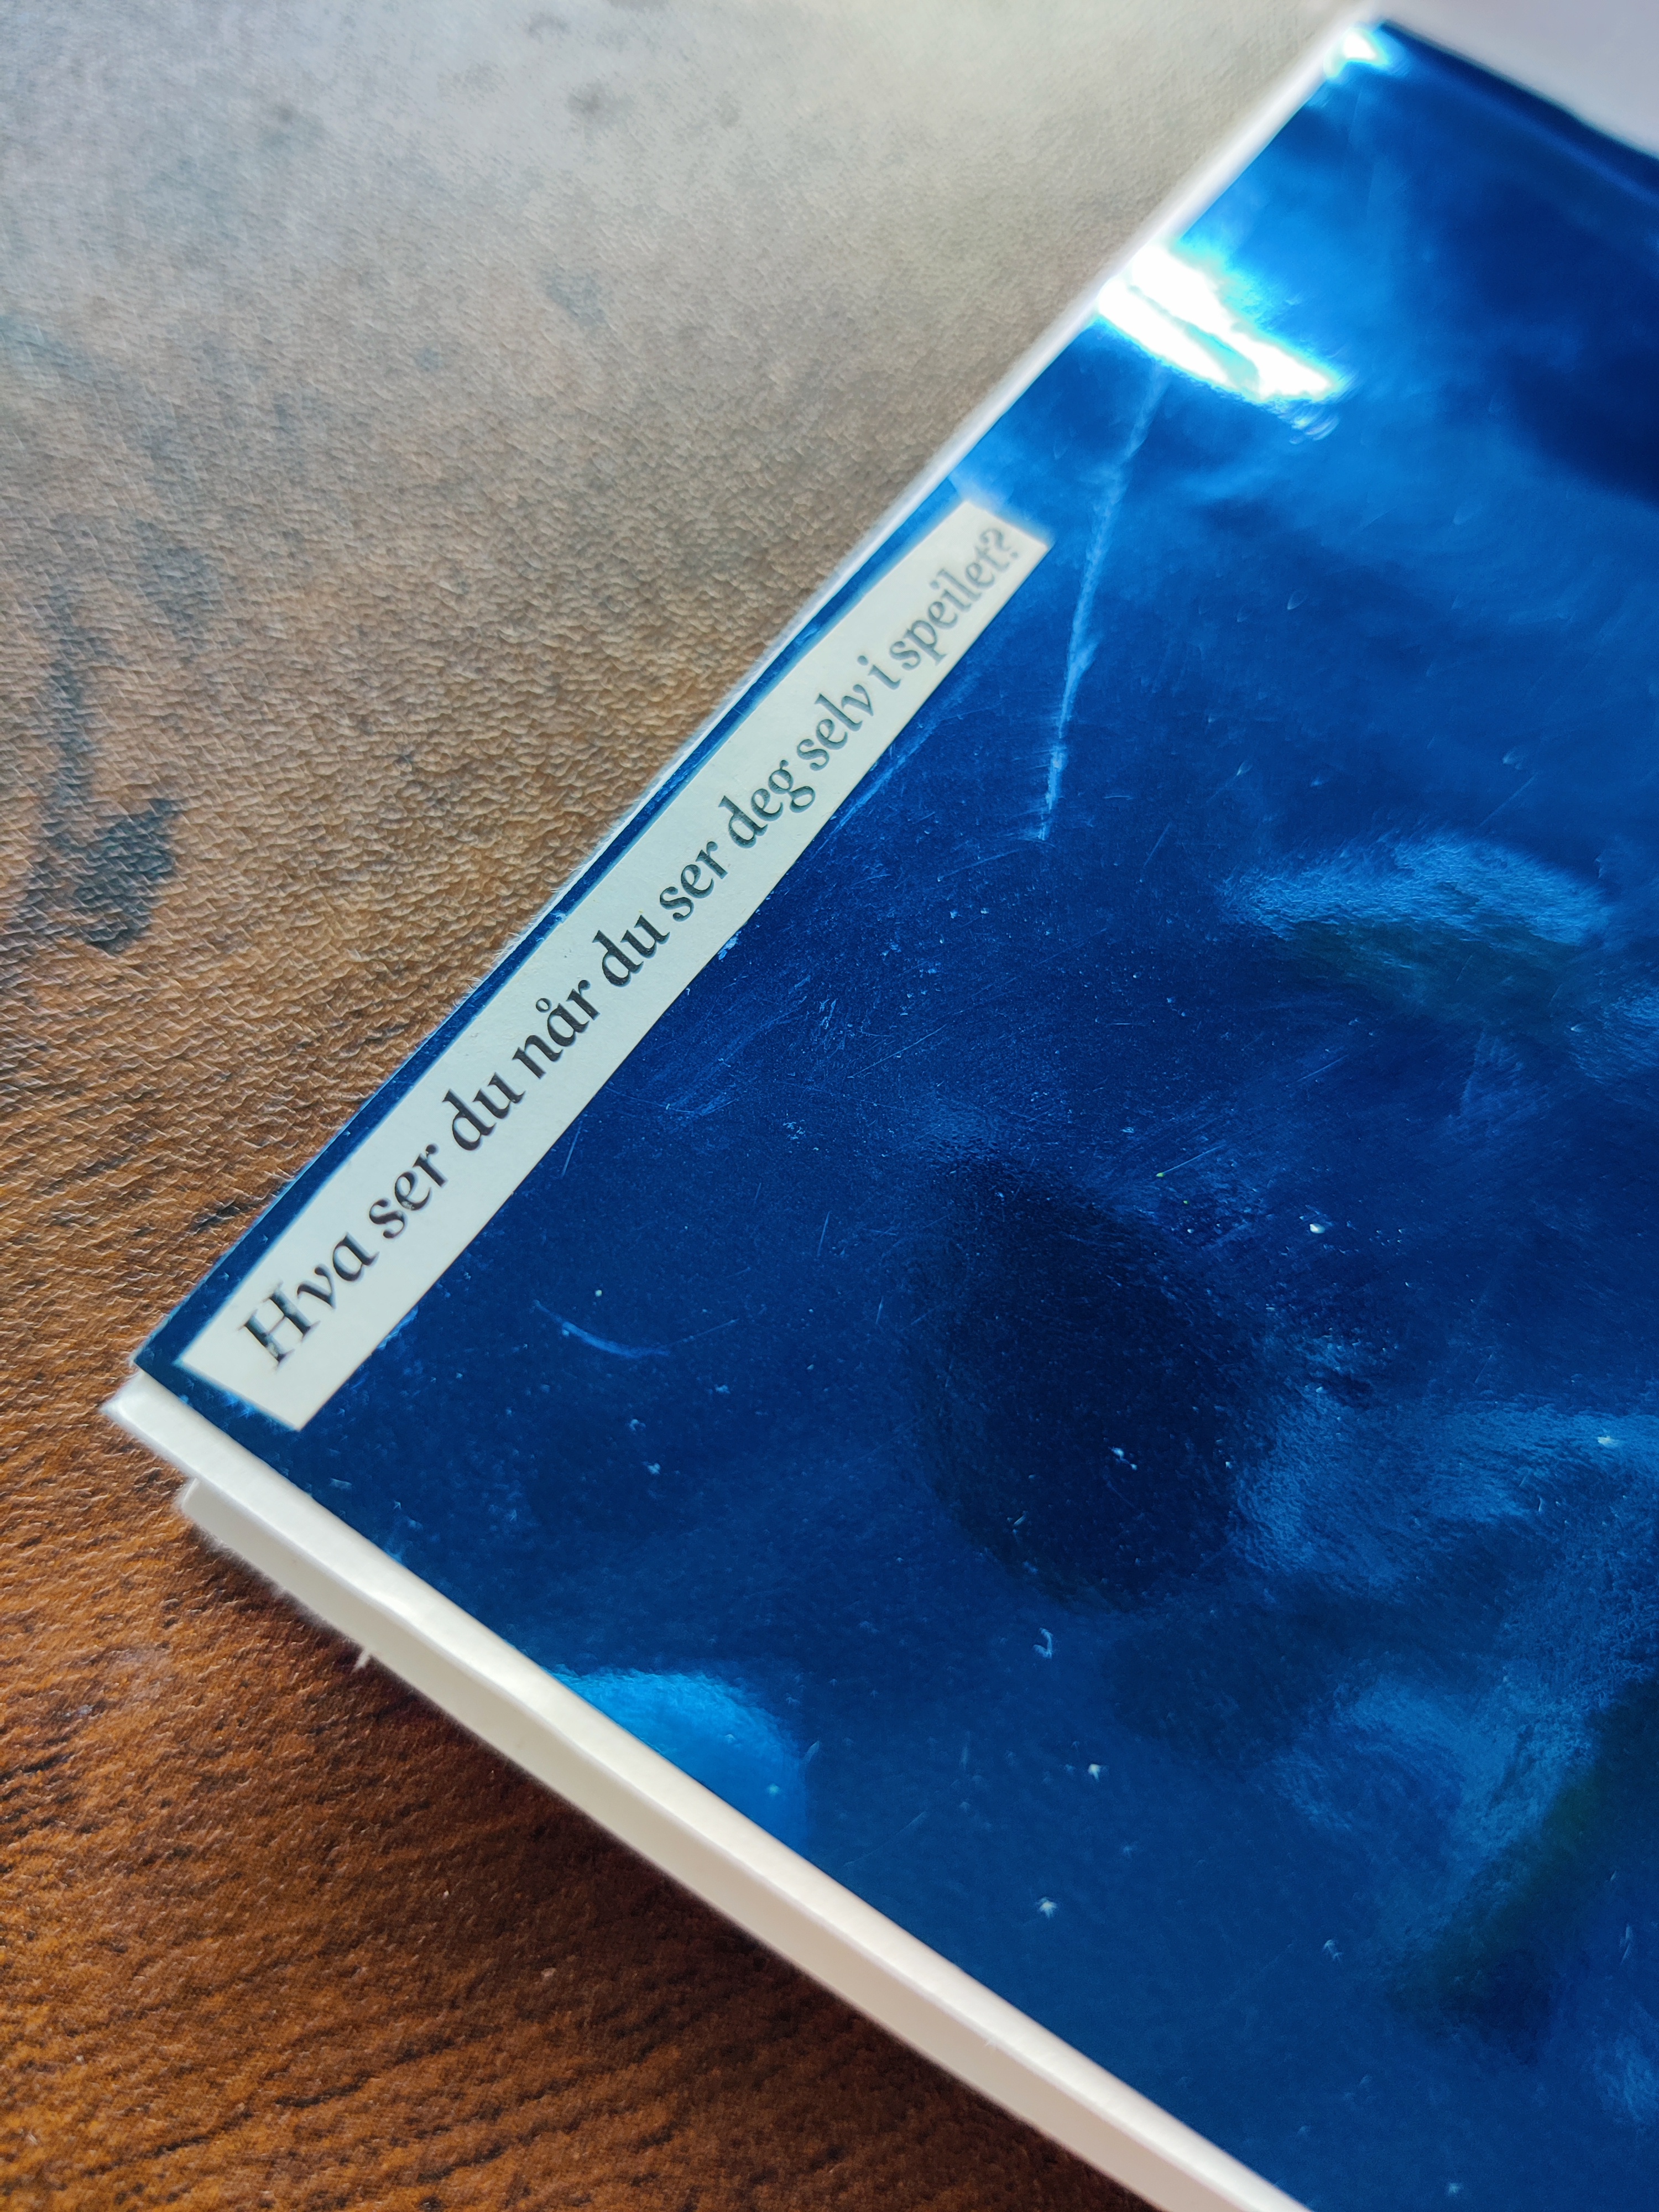 Hva ser du når du ser deg selv i speilet?